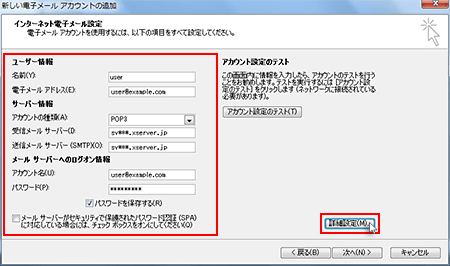 新しい電子メール アカウントの追加
インターネット電子メール設定
電子メール アカウントを使用するには、以下の項目をすべて設定してください。
ユーザー情報
名前(Y): user
電子メール アドレス(E): user@example.com
サーバー情報
アカウントの種類(A): POP3
受信メール サーバー(I): sv***.xserver.jp
送信メール サーバー (SMTP)(O): sv***.xserver.jp
メール サーバーへのログオン情報
アカウント名(U): user@example.com
パスワード(P): *********
パスワードを保存する(R)
メール サーバーがセキュリティで保護されたパスワード認証 (SPA)
に対応している場合には、チェック ボックスをオンにしてください(Q)
アカウント設定のテスト
この画面内に情報を入力したら、アカウントのテストを行う
ことをお勧めします。テストを実行するには [アカウント設
定のテスト] をクリックします (ネットワークに接続されている
必要があります)。
アカウント設定のテスト(T)
詳細設定(M)
< 戻る(B)
次へ(N) >
キャンセル